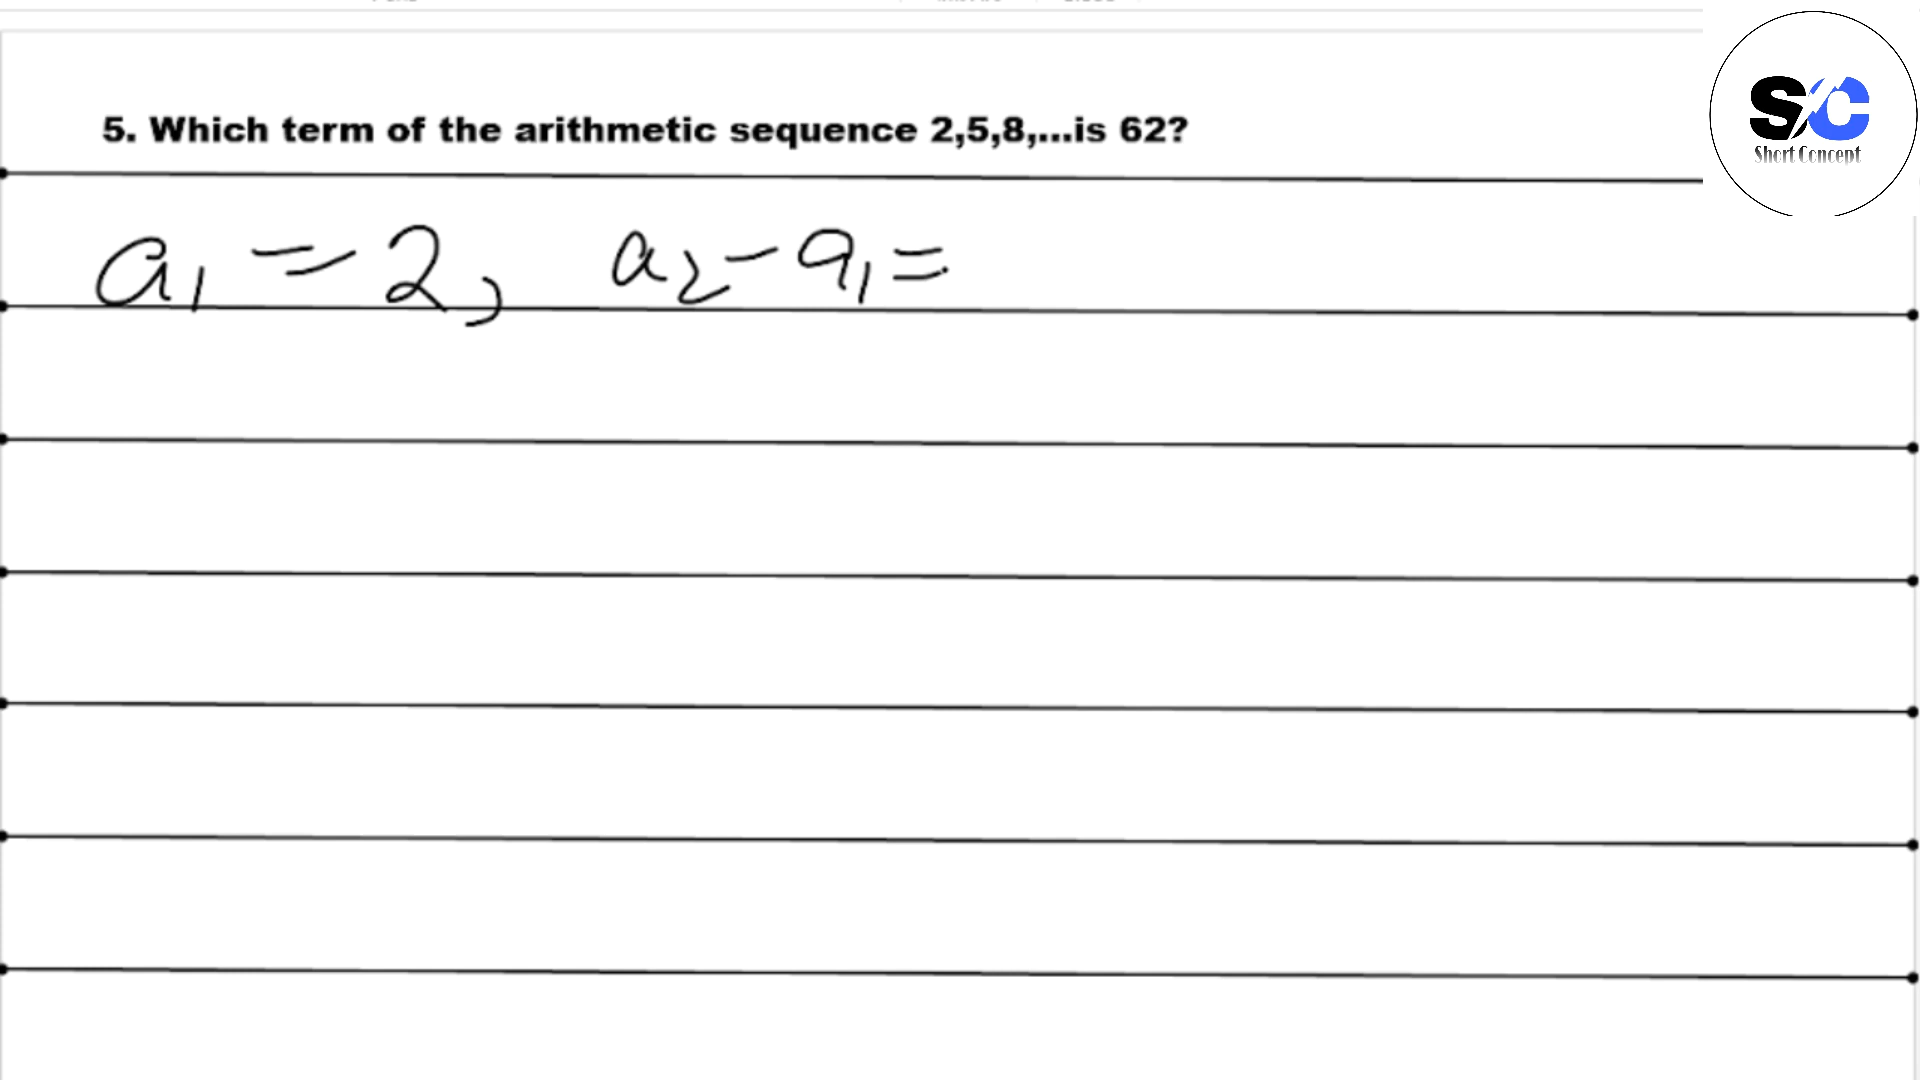 5. Which term of the arithmetic sequence 2,5,8,...is 62?
S/C
Short Concept
a₁ = 2, a₂ - a₁ =